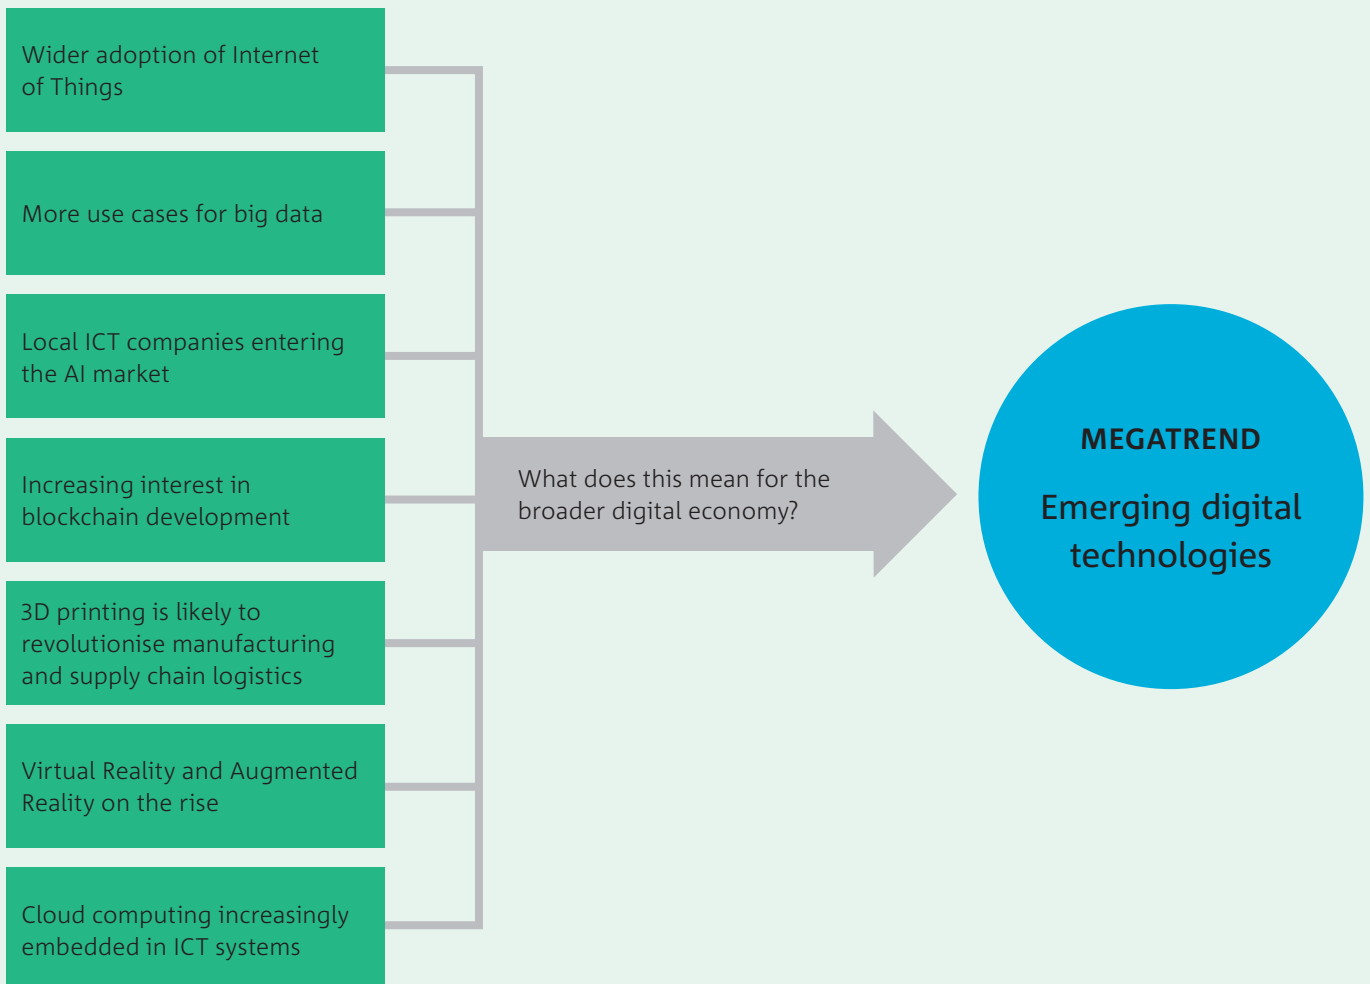 Wider adoption of Internet
of Things
More use cases for big data
Local ICT companies entering
the AI market
Increasing interest in
blockchain development
3D printing is likely to
revolutionise manufacturing
and supply chain logistics
Virtual Reality and Augmented
Reality on the rise
Cloud computing increasingly
embedded in ICT systems
What does this mean for the
broader digital economy?
MEGATREND
Emerging digital
technologies